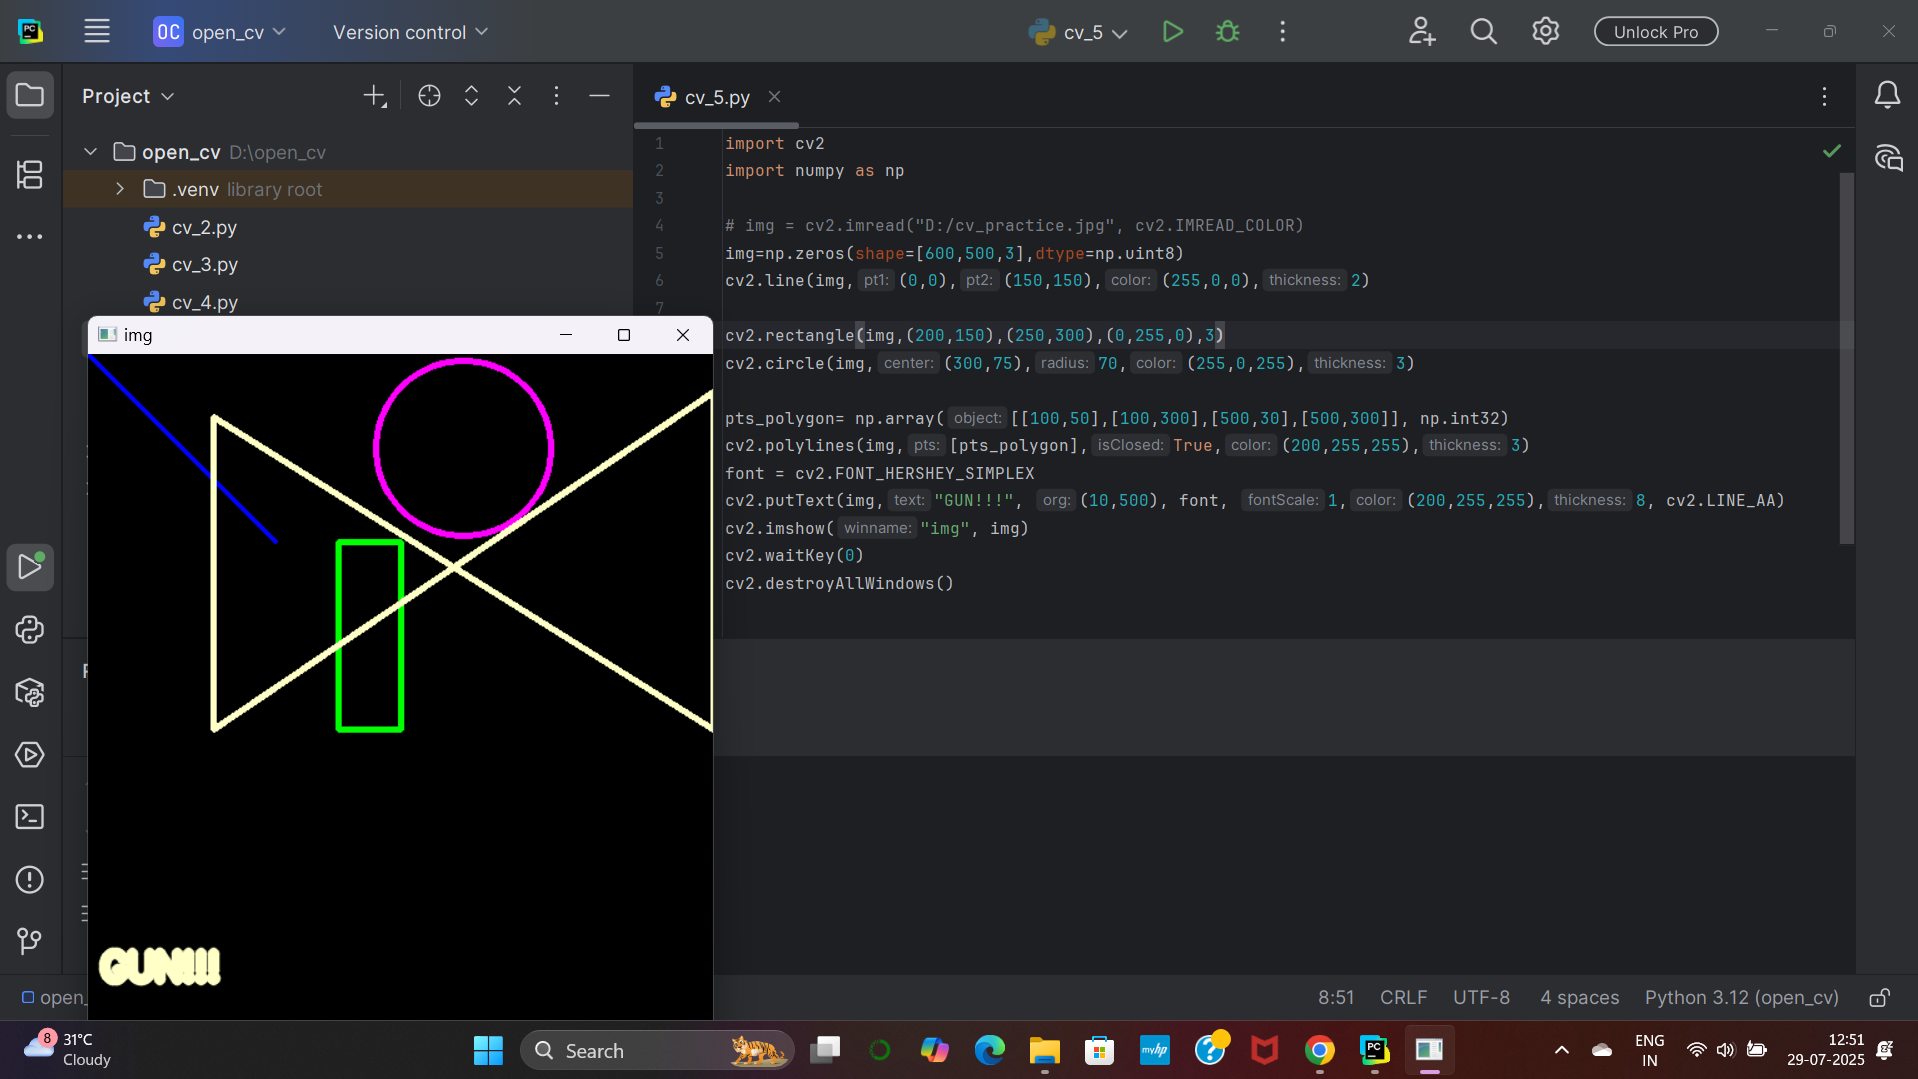 PC
OC open_cv
Version control
cv_5
Unlock Pro
Project
cv_5.py
open_cv D:\open_cv
.venv library root
cv_2.py
cv_3.py
cv_4.py
1 import cv2
2 import numpy as np
3
4 # img = cv2.imread("D:/cv_practice.jpg", cv2.IMREAD_COLOR)
5 img=np.zeros(shape=[600,500,3],dtype=np.uint8)
6 cv2.line(img, pt1: (0,0), pt2: (150,150), color: (255,0,0), thickness: 2)
7
cv2.rectangle(img,(200,150),(250,300),(0,255,0),3)
cv2.circle(img, center: (300,75), radius: 70, color: (255,0,255), thickness: 3)
pts_polygon= np.array( object: [[100,50],[100,300],[500,30],[500,300]], np.int32)
cv2.polylines(img, pts: [pts_polygon], isClosed: True, color: (200,255,255), thickness: 3)
font = cv2.FONT_HERSHEY_SIMPLEX
cv2.putText(img, text: "GUN!!!", org: (10,500), font, fontScale: 1, color: (200,255,255), thickness: 8, cv2.LINE_AA)
cv2.imshow( winname: "img", img)
cv2.waitKey(0)
cv2.destroyAllWindows()
img
GUN!!!
open_
8:51 CRLF UTF-8 4 spaces Python 3.12 (open_cv)
8
31°C
Cloudy
Search
myhp
PC
ENG
IN
12:51
29-07-2025